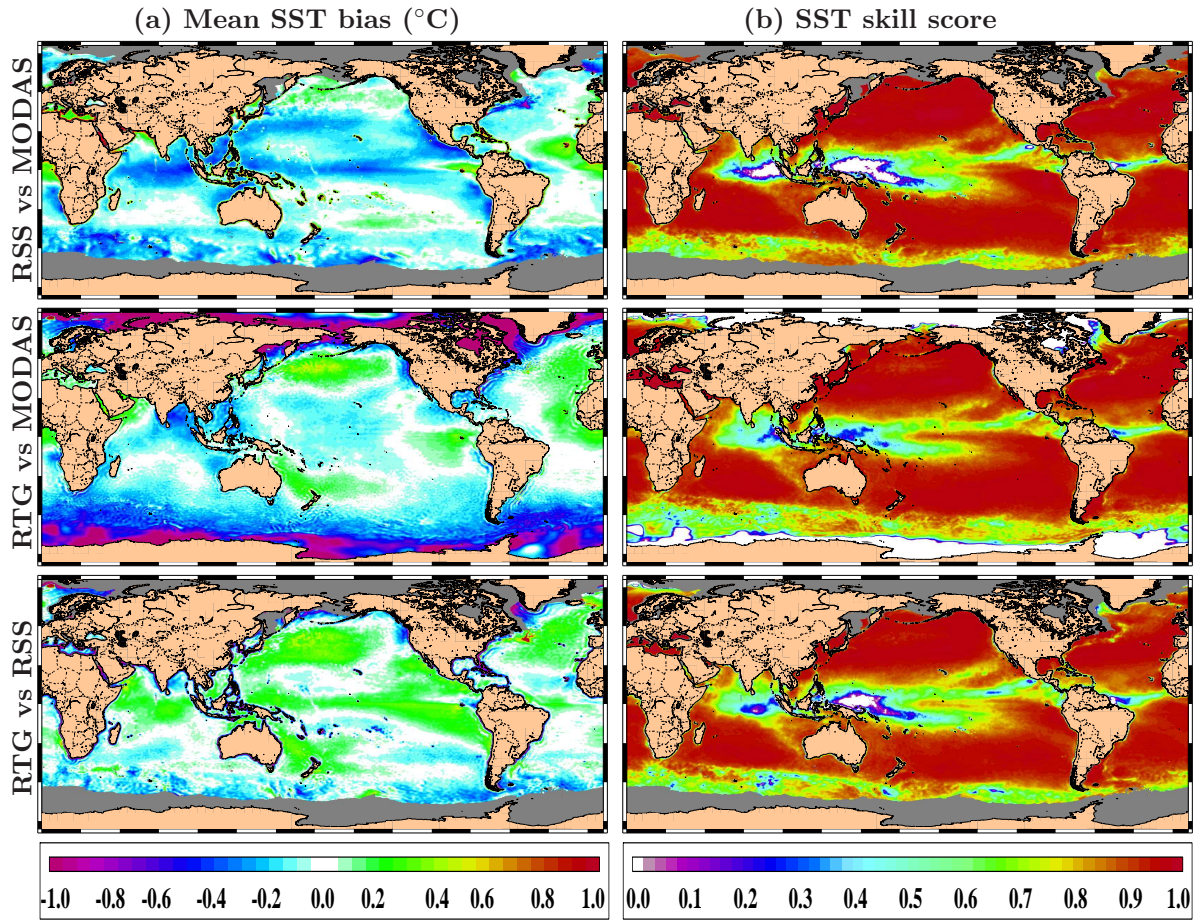 (a) Mean SST bias (°C)
(b) SST skill score
RSS vs MODAS
RTG vs MODAS
RTG vs RSS
-1.0 -0.8 -0.6 -0.4 -0.2 0.0 0.2 0.4 0.6 0.8 1.0
0.0 0.1 0.2 0.3 0.4 0.5 0.6 0.7 0.8 0.9 1.0